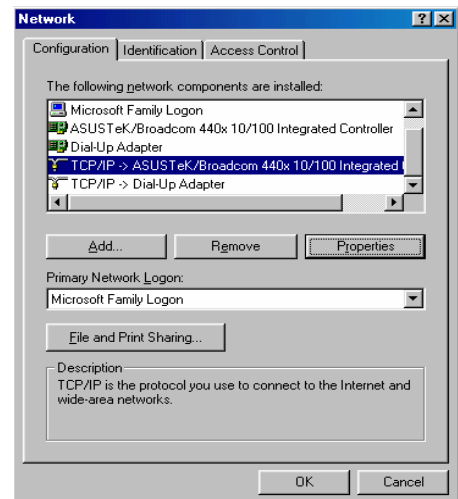 Network
Configuration Identification Access Control
The following network components are installed:
Microsoft Family Logon
ASUSTeK/Broadcom 440x 10/100 Integrated Controller
Dial-Up Adapter
TCP/IP -> ASUSTeK/Broadcom 440x 10/100 Integrated
TCP/IP -> Dial-Up Adapter
Add... Remove Properties
Primary Network Logon:
Microsoft Family Logon
File and Print Sharing...
Description
TCP/IP is the protocol you use to connect to the Internet and
wide-area networks.
OK Cancel